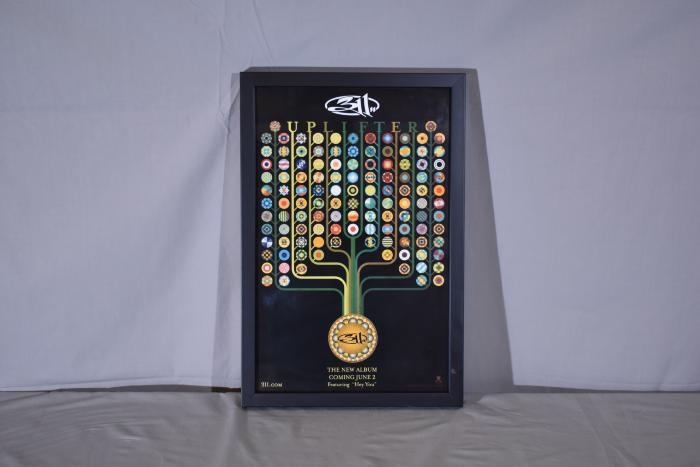 311
UPLIFTER
311
THE NEW ALBUM
COMING JUNE 2
Featuring "Hey You"
311.COM